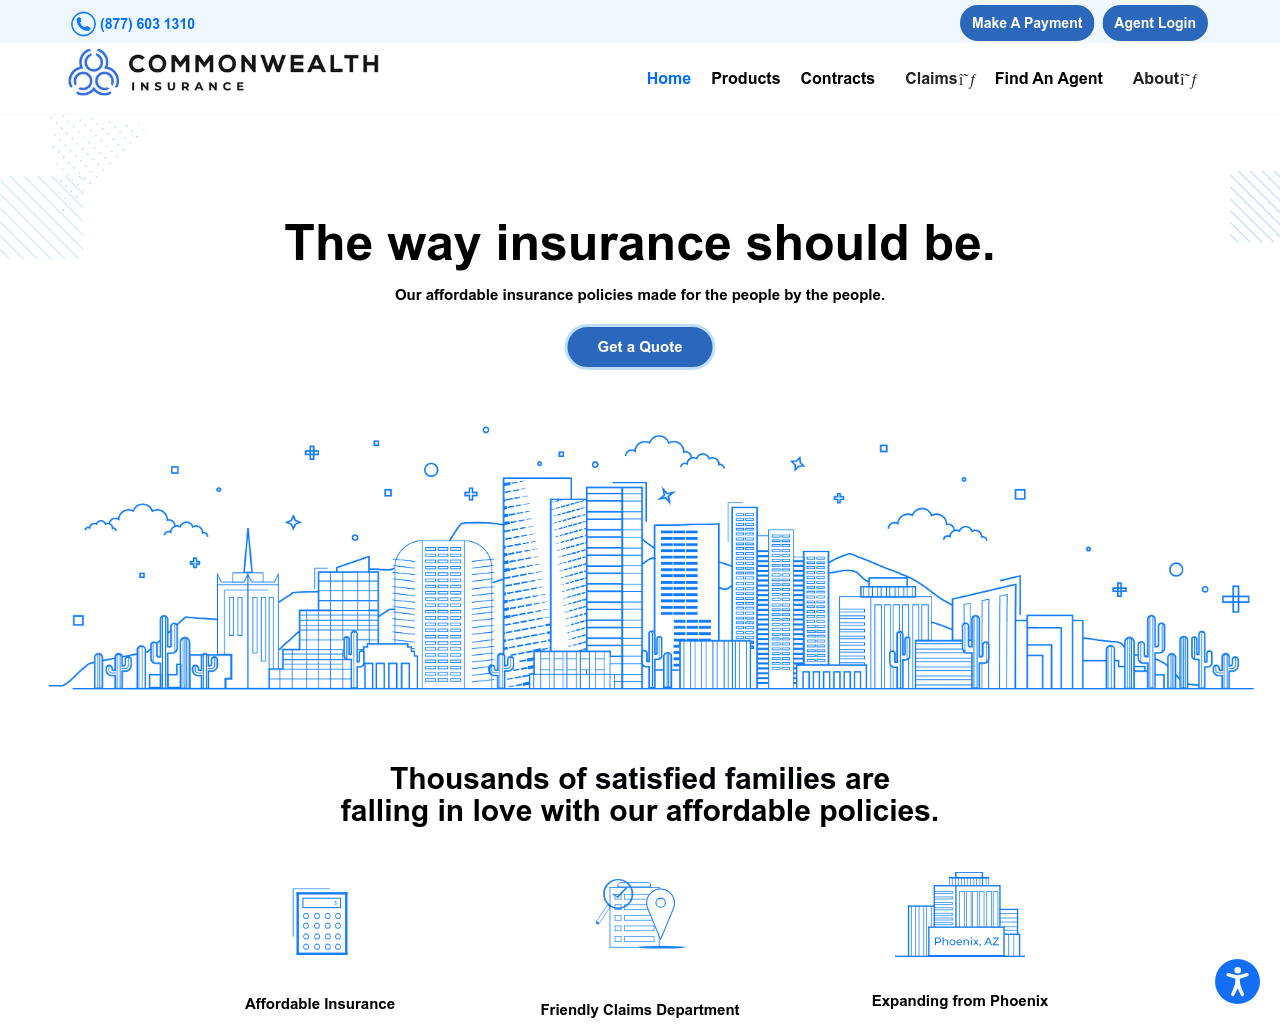 (877) 603 1310
Make A Payment
Agent Login
COMMONWEALTH
INSURANCE
Home
Products
Contracts
Claimsï˜ƒ
Find An Agent
Aboutï˜ƒ
The way insurance should be.
Our affordable insurance policies made for the people by the people.
Get a Quote
Thousands of satisfied families are
falling in love with our affordable policies.
$
Phoenix, AZ
Affordable Insurance
Friendly Claims Department
Expanding from Phoenix